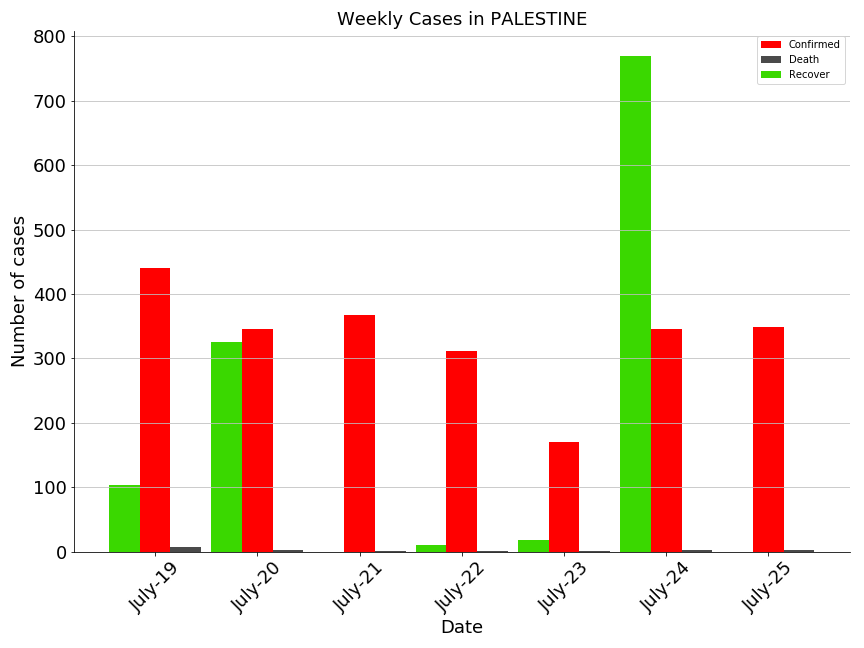 Weekly Cases in PALESTINE
Confirmed
Death
Recover
Number of cases
800
700
600
500
400
300
200
100
0
July-19
July-20
July-21
July-22
July-23
July-24
July-25
Date